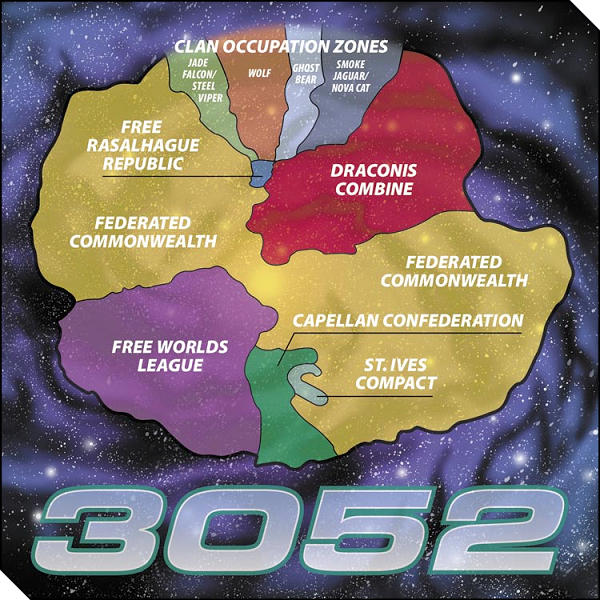 CLAN OCCUPATION ZONES
JADE
FALCON/
STEEL
VIPER
WOLF
GHOST
BEAR
SMOKE
JAGUAR/
NOVA CAT
FREE
RASALHAGUE
REPUBLIC
DRACONIS
COMBINE
FEDERATED
COMMONWEALTH
FEDERATED
COMMONWEALTH
CAPELLAN CONFEDERATION
FREE WORLDS
LEAGUE
ST. IVES
COMPACT
3052